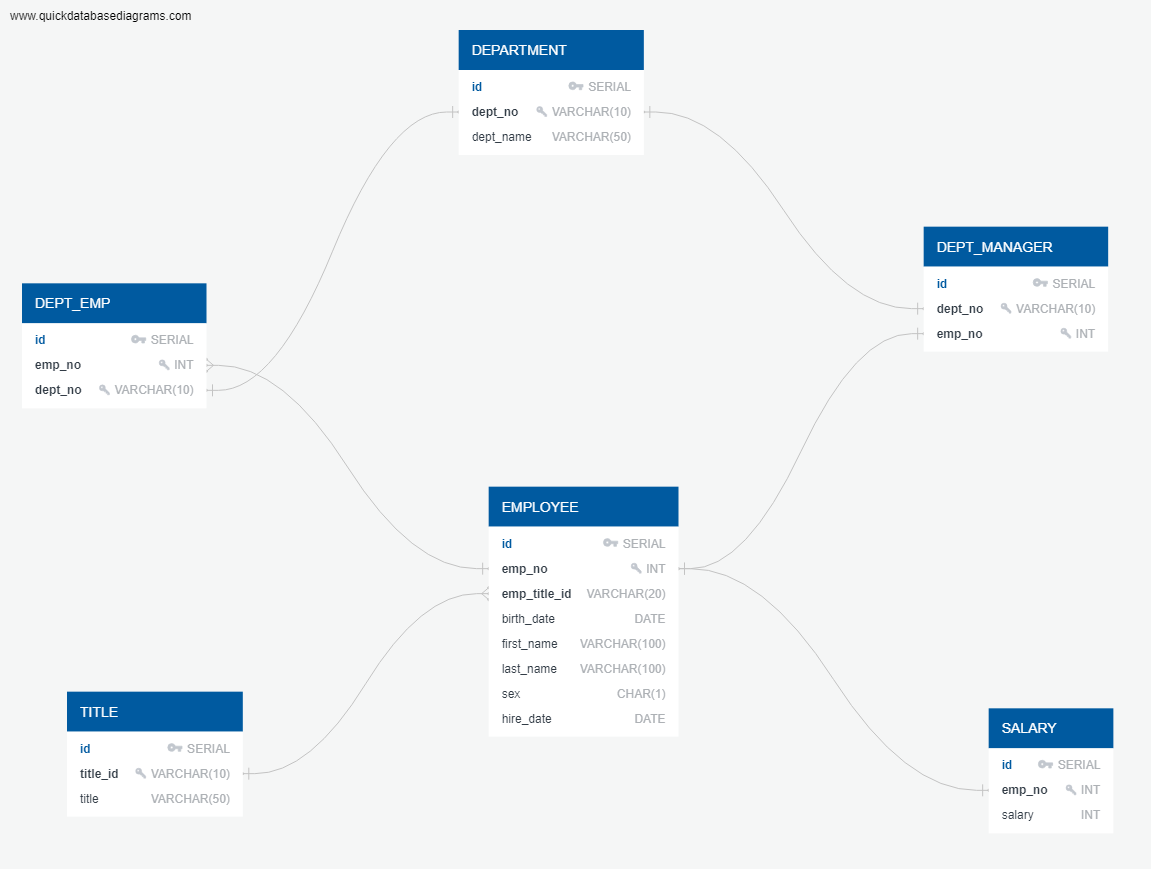 www.quickdatabasediagrams.com
DEPARTMENT
id SERIAL
dept_no VARCHAR(10)
dept_name VARCHAR(50)
DEPT_MANAGER
id SERIAL
dept_no VARCHAR(10)
emp_no INT
DEPT_EMP
id SERIAL
emp_no INT
dept_no VARCHAR(10)
EMPLOYEE
id SERIAL
emp_no INT
emp_title_id VARCHAR(20)
birth_date DATE
first_name VARCHAR(100)
last_name VARCHAR(100)
sex CHAR(1)
hire_date DATE
TITLE
id SERIAL
title_id VARCHAR(10)
title VARCHAR(50)
SALARY
id SERIAL
emp_no INT
salary INT